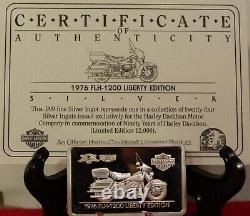 CERTIFICATE
OF
AUTHENTICITY
1976 FLH-1200 LIBERTY EDITION
SILVER
This .999 fine Silver Ingot represents one in a collection of twenty four
Silver Ingots issued exclusively for the Harley Davidson Motor
Company in commemoration of Ninety Years of Harley Davidson.
(Limited Edition 12,000).
An Official Harley-Davidson Licensed Product
1976 FLH-1200 LIBERTY EDITION